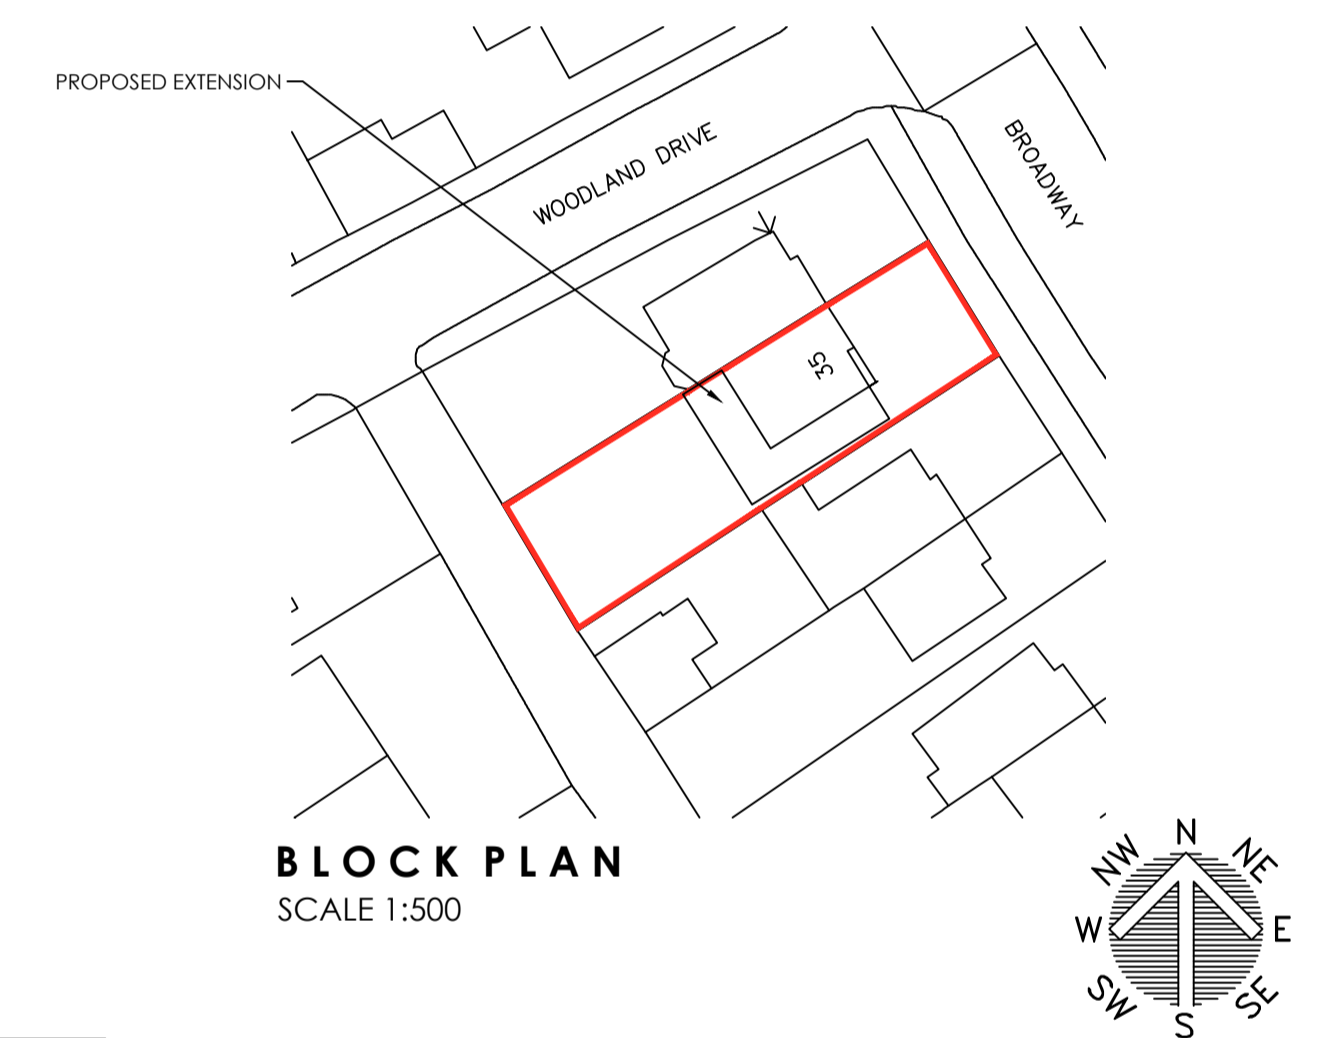 PROPOSED EXTENSION
WOODLAND DRIVE
BROADWAY
35
BLOCK PLAN
SCALE 1:500
N
NW
NE
W
E
SW
SE
S